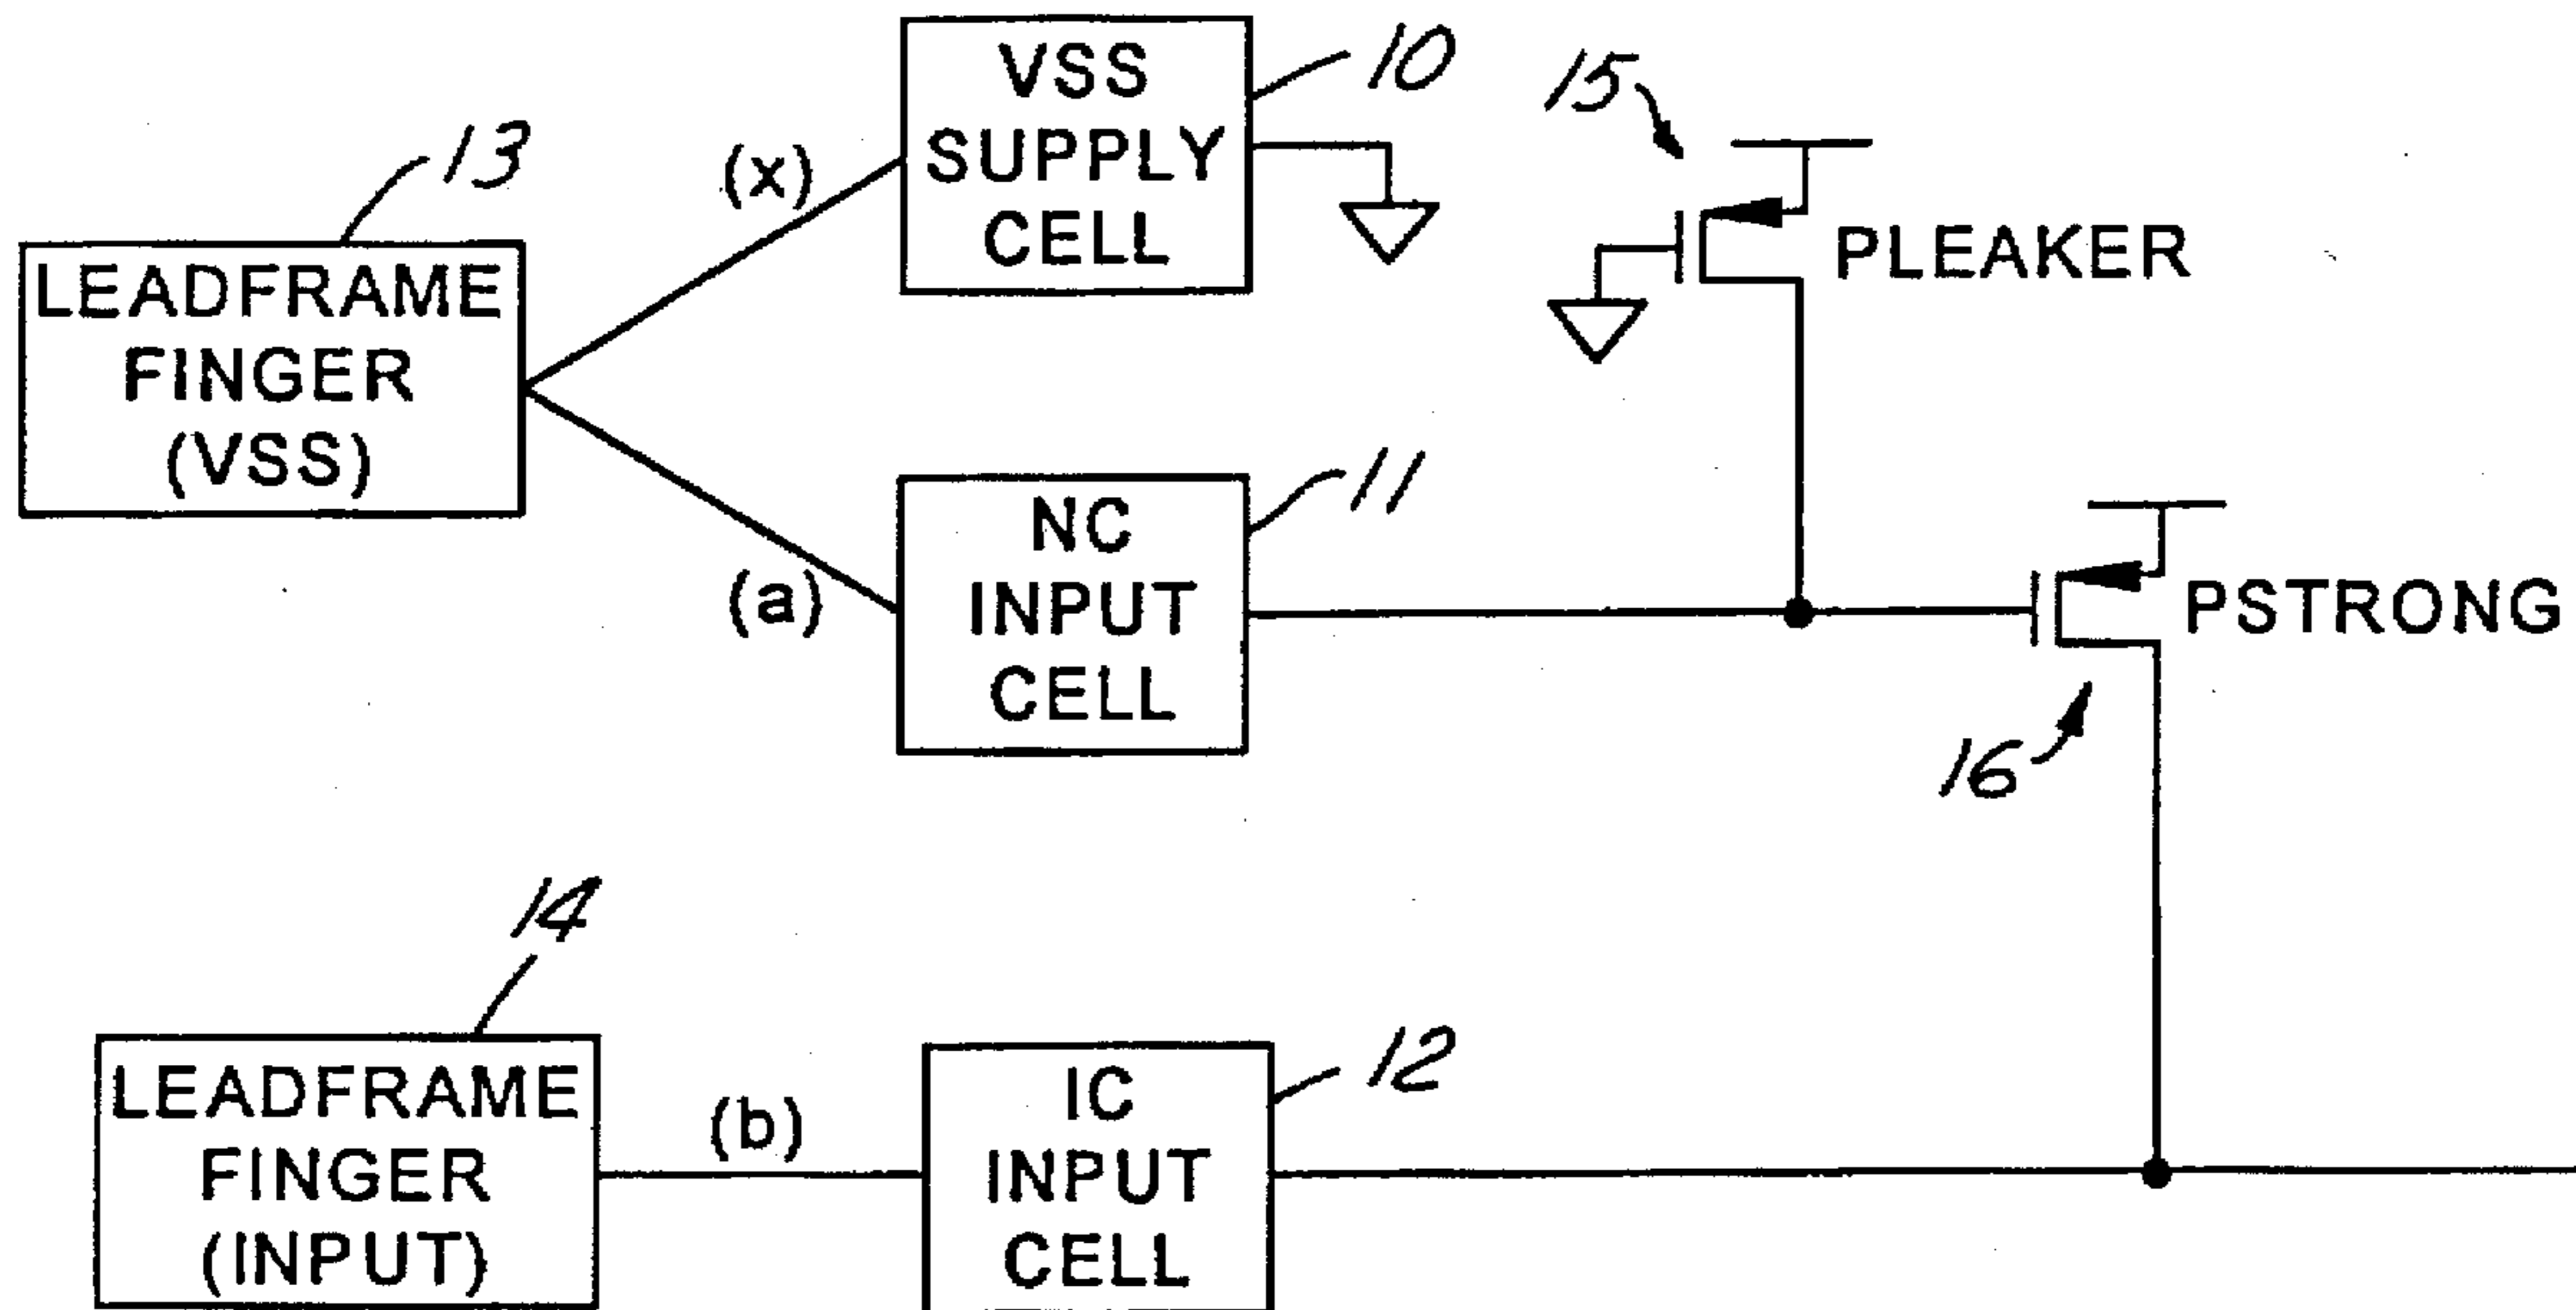 VSS
SUPPLY
CELL
10
15
13
(x)
LEADFRAME
FINGER
(VSS)
PLEAKER
(a)
NC
INPUT
CELL
11
PSTRONG
16
14
LEADFRAME
FINGER
(INPUT)
(b)
IC
INPUT
CELL
12